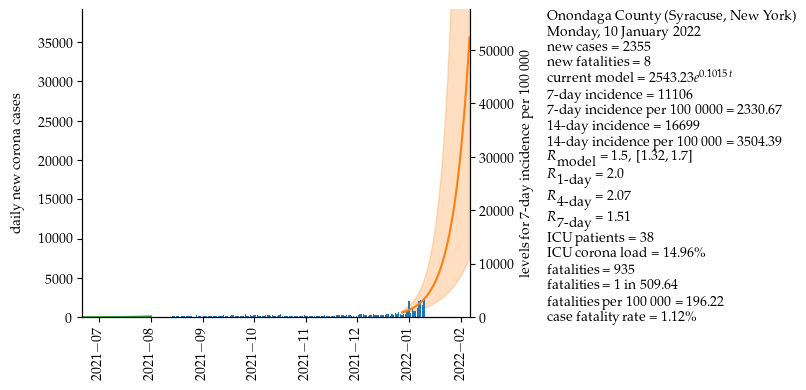 daily new corona cases
35000
30000
25000
20000
15000
10000
5000
0
2021−07
2021−08
2021−09
2021−10
2021−11
2021−12
2022−01
2022−02
50000
40000
30000
20000
10000
0
levels for 7-day incidence per 100 000
Onondaga County (Syracuse, New York)
Monday, 10 January 2022
new cases = 2355
new fatalities = 8
current model = 2543.23e^{0.1015 t}
7-day incidence = 11106
7-day incidence per 100 0000 = 2330.67
14-day incidence = 16699
14-day incidence per 100 000 = 3504.39
R_model = 1.5, [1.32, 1.7]
R_1-day = 2.0
R_4-day = 2.07
R_7-day = 1.51
ICU patients = 38
ICU corona load = 14.96%
fatalities = 935
fatalities = 1 in 509.64
fatalities per 100 000 = 196.22
case fatality rate = 1.12%